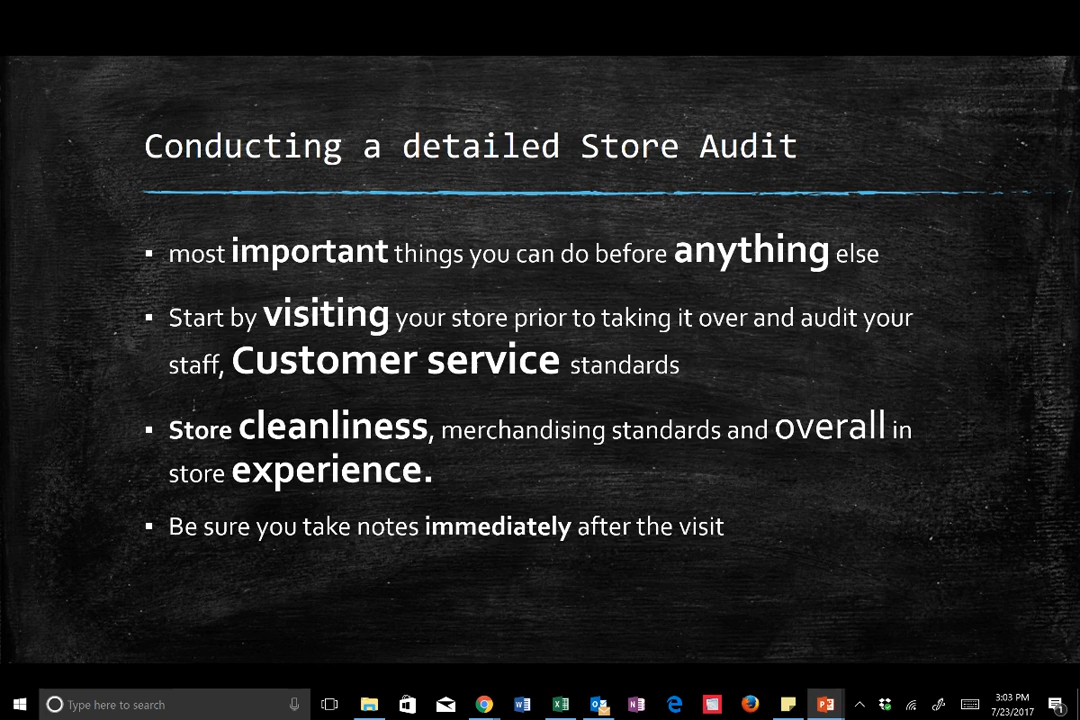 Conducting a detailed Store Audit
▪ most important things you can do before anything else
▪ Start by visiting your store prior to taking it over and audit your
staff, Customer service standards
▪ Store cleanliness, merchandising standards and overall in
store experience.
▪ Be sure you take notes immediately after the visit
Type here to search
3:03 PM
7/23/2017